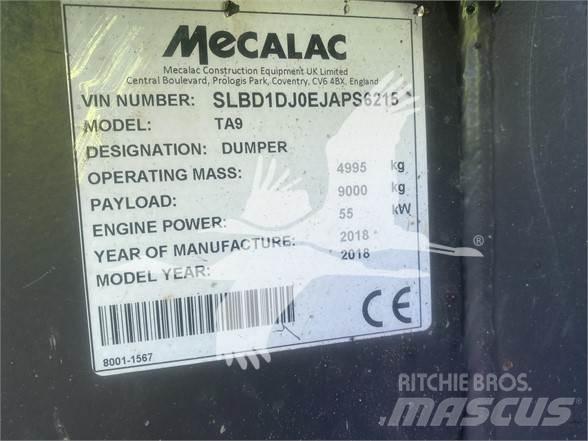 MECALAC
Mecalac Construction Equipment UK Limited
Central Boulevard, Prologis Park, Coventry, CV6 4BX, England
VIN NUMBER: SLBD1DJ0EJAPS6215*
MODEL: TA9
DESIGNATION: DUMPER
OPERATING MASS: 4995 kg
PAYLOAD: 9000 kg
ENGINE POWER: 55 kW
YEAR OF MANUFACTURE: 2018
MODEL YEAR: 2018
CE
8001-1567
®
RITCHIE BROS.
MASCUS